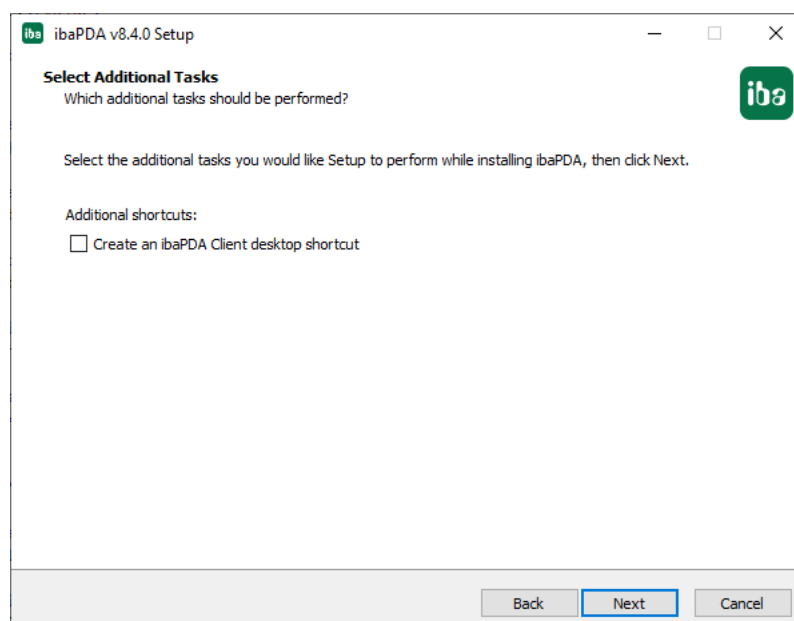 iba ibaPDA v8.4.0 Setup
Select Additional Tasks
Which additional tasks should be performed?
iba
Select the additional tasks you would like Setup to perform while installing ibaPDA, then click Next.
Additional shortcuts:
Create an ibaPDA Client desktop shortcut
Back Next Cancel